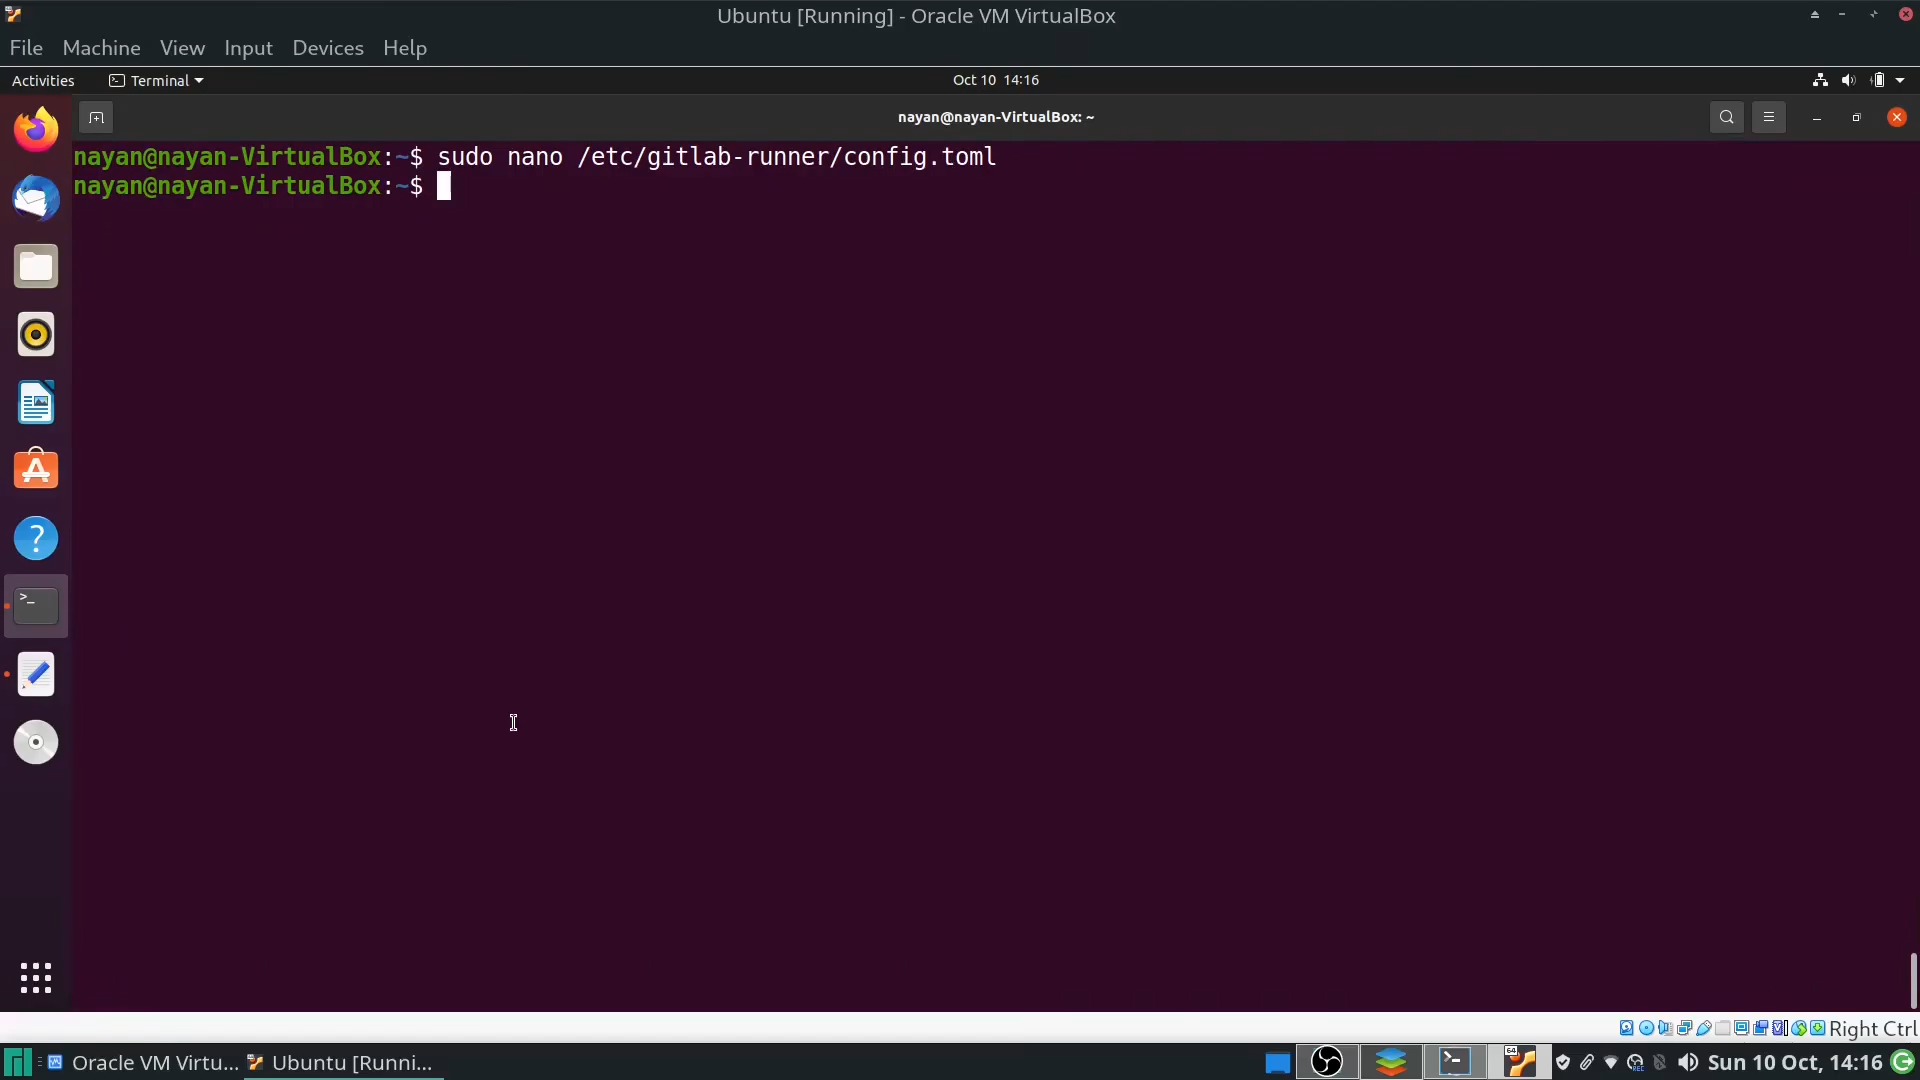 Ubuntu [Running] - Oracle VM VirtualBox
File Machine View Input Devices Help
Activities Terminal Oct 10 14:16
nayan@nayan-VirtualBox: ~
nayan@nayan-VirtualBox:~$ sudo nano /etc/gitlab-runner/config.toml
nayan@nayan-VirtualBox:~$
Right Ctrl
Oracle VM Virtu... Ubuntu [Runni... 64 REC Sun 10 Oct, 14:16